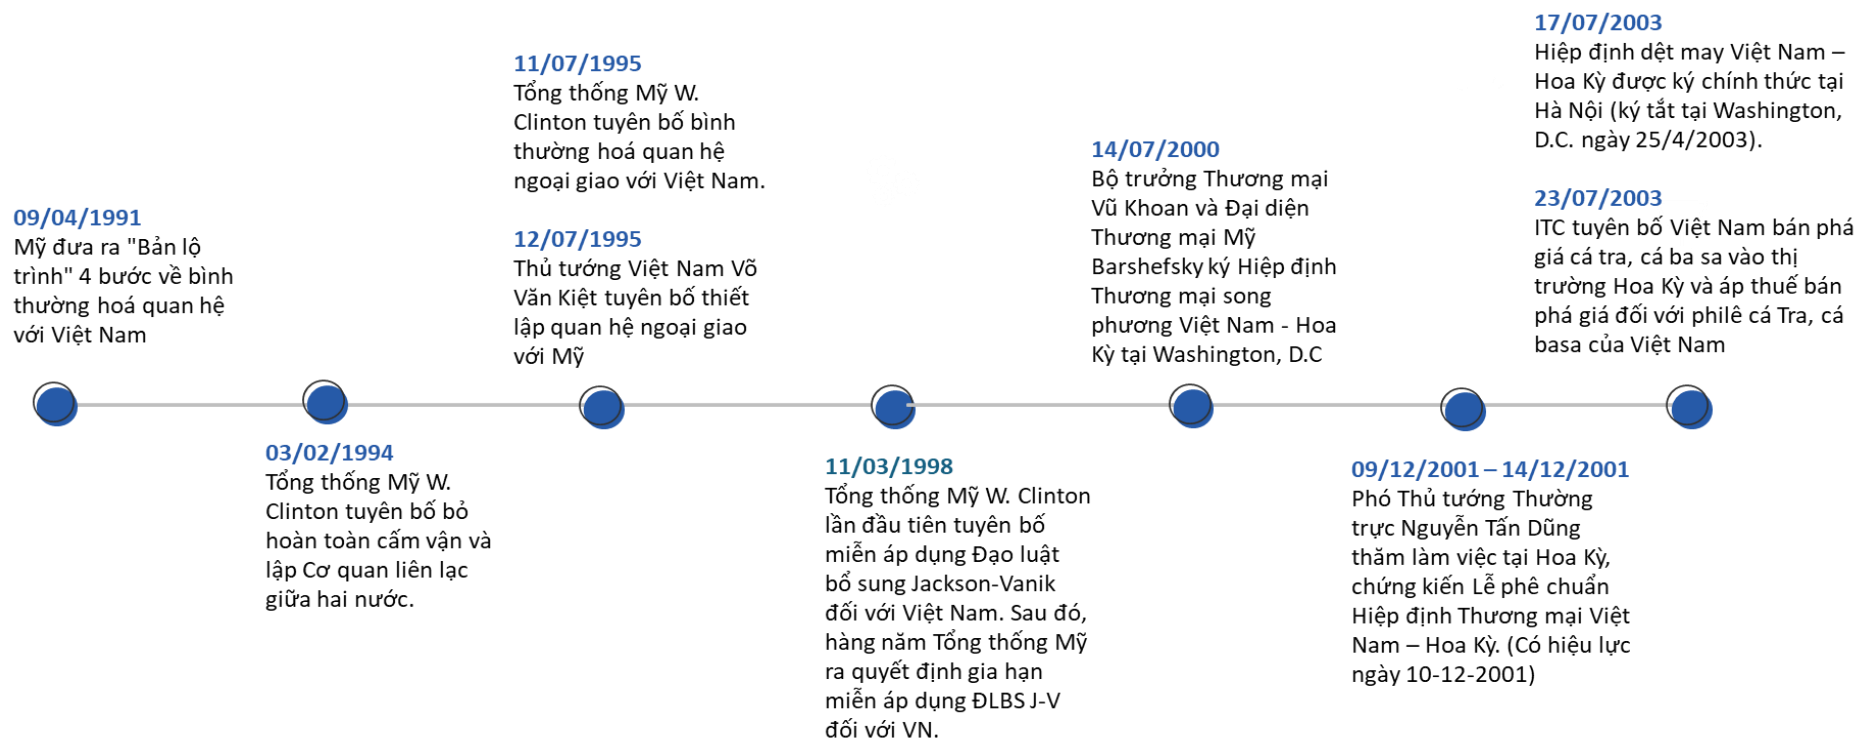 09/04/1991
Mỹ đưa ra "Bản lộ
trình" 4 bước về bình
thường hoá quan hệ
với Việt Nam
03/02/1994
Tổng thống Mỹ W.
Clinton tuyên bố bỏ
hoàn toàn cấm vận và
lập Cơ quan liên lạc
giữa hai nước.
11/07/1995
Tổng thống Mỹ W.
Clinton tuyên bố bình
thường hoá quan hệ
ngoại giao với Việt Nam.
12/07/1995
Thủ tướng Việt Nam Võ
Văn Kiệt tuyên bố thiết
lập quan hệ ngoại giao
với Mỹ
11/03/1998
Tổng thống Mỹ W. Clinton
lần đầu tiên tuyên bố
miễn áp dụng Đạo luật
bổ sung Jackson-Vanik
đối với Việt Nam. Sau đó,
hàng năm Tổng thống Mỹ
ra quyết định gia hạn
miễn áp dụng ĐLBS J-V
đối với VN.
14/07/2000
Bộ trưởng Thương mại
Vũ Khoan và Đại diện
Thương mại Mỹ
Barshefsky ký Hiệp định
Thương mại song
phương Việt Nam - Hoa
Kỳ tại Washington, D.C
09/12/2001 – 14/12/2001
Phó Thủ tướng Thường
trực Nguyễn Tấn Dũng
thăm làm việc tại Hoa Kỳ,
chứng kiến Lễ phê chuẩn
Hiệp định Thương mại Việt
Nam – Hoa Kỳ. (Có hiệu lực
ngày 10-12-2001)
17/07/2003
Hiệp định dệt may Việt Nam –
Hoa Kỳ được ký chính thức tại
Hà Nội (ký tắt tại Washington,
D.C. ngày 25/4/2003).
23/07/2003
ITC tuyên bố Việt Nam bán phá
giá cá tra, cá ba sa vào thị
trường Hoa Kỳ và áp thuế bán
phá giá đối với philê cá Tra, cá
basa của Việt Nam